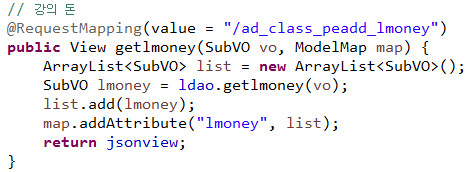 // 강의 돈
@RequestMapping(value = "/ad_class_peadd_lmoney")
public View getlmoney(SubVO vo, ModelMap map) {
    ArrayList<SubVO> list = new ArrayList<SubVO>();
    SubVO lmoney = ldao.getlmoney(vo);
    list.add(lmoney);
    map.addAttribute("lmoney", list);
    return jsonview;
}